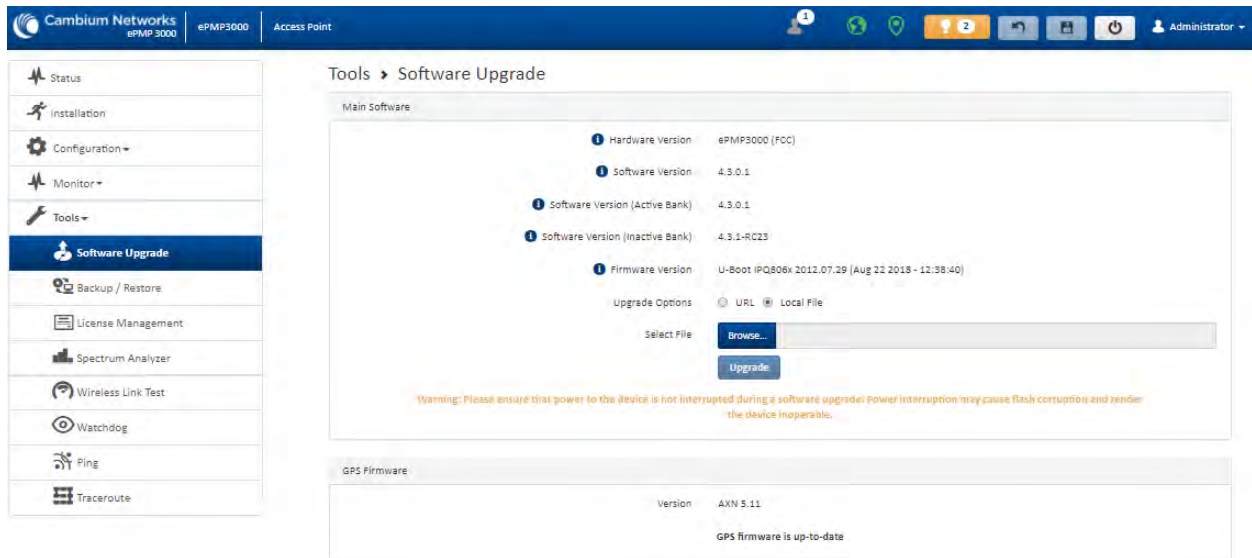 Cambium Networks
ePMP 3000
ePMP3000
Access Point
1
2
Administrator
Status
Installation
Configuration
Monitor
Tools
Software Upgrade
Backup / Restore
License Management
Spectrum Analyzer
Wireless Link Test
Watchdog
Ping
Traceroute
Tools > Software Upgrade
Main Software
Hardware Version ePMP3000 (FCC)
Software Version 4.3.0.1
Software Version (Active Bank) 4.3.0.1
Software Version (Inactive Bank) 4.3.1-RC23
Firmware Version U-Boot IPQ806x 2012.07.29 (Aug 22 2018 - 12:38:40)
Upgrade Options URL Local File
Select File Browse...
Upgrade
Warning: Please ensure that power to the device is not interrupted during a software upgrade. Power interruption may cause flash corruption and render
the device inoperable.
GPS Firmware
Version AXN 5.11
GPS firmware is up-to-date